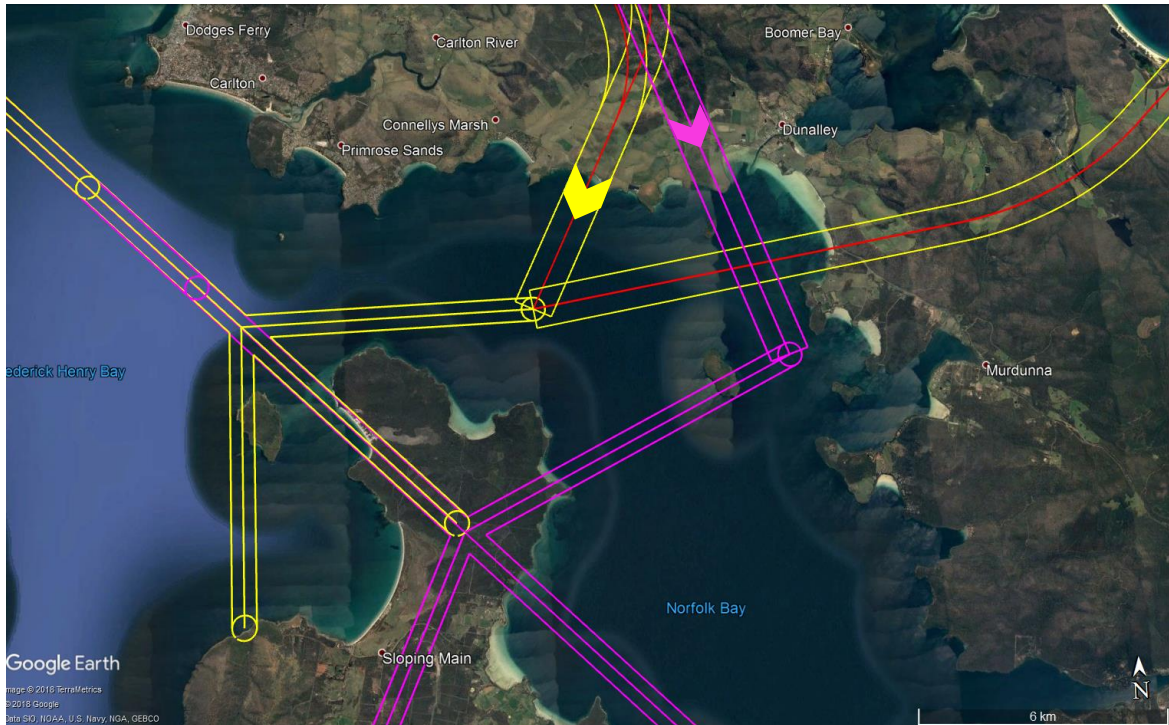 Dodges Ferry
Boomer Bay
Carlton River
Carlton
Connellys Marsh
Dunalley
Primrose Sands
ederick Henry Bay
Murdunna
Norfolk Bay
Sloping Main
Google Earth
mage © 2018 TerraMetrics
© 2018 Google
Data SIO, NOAA, U.S. Navy, NGA, GEBCO
N
6 km